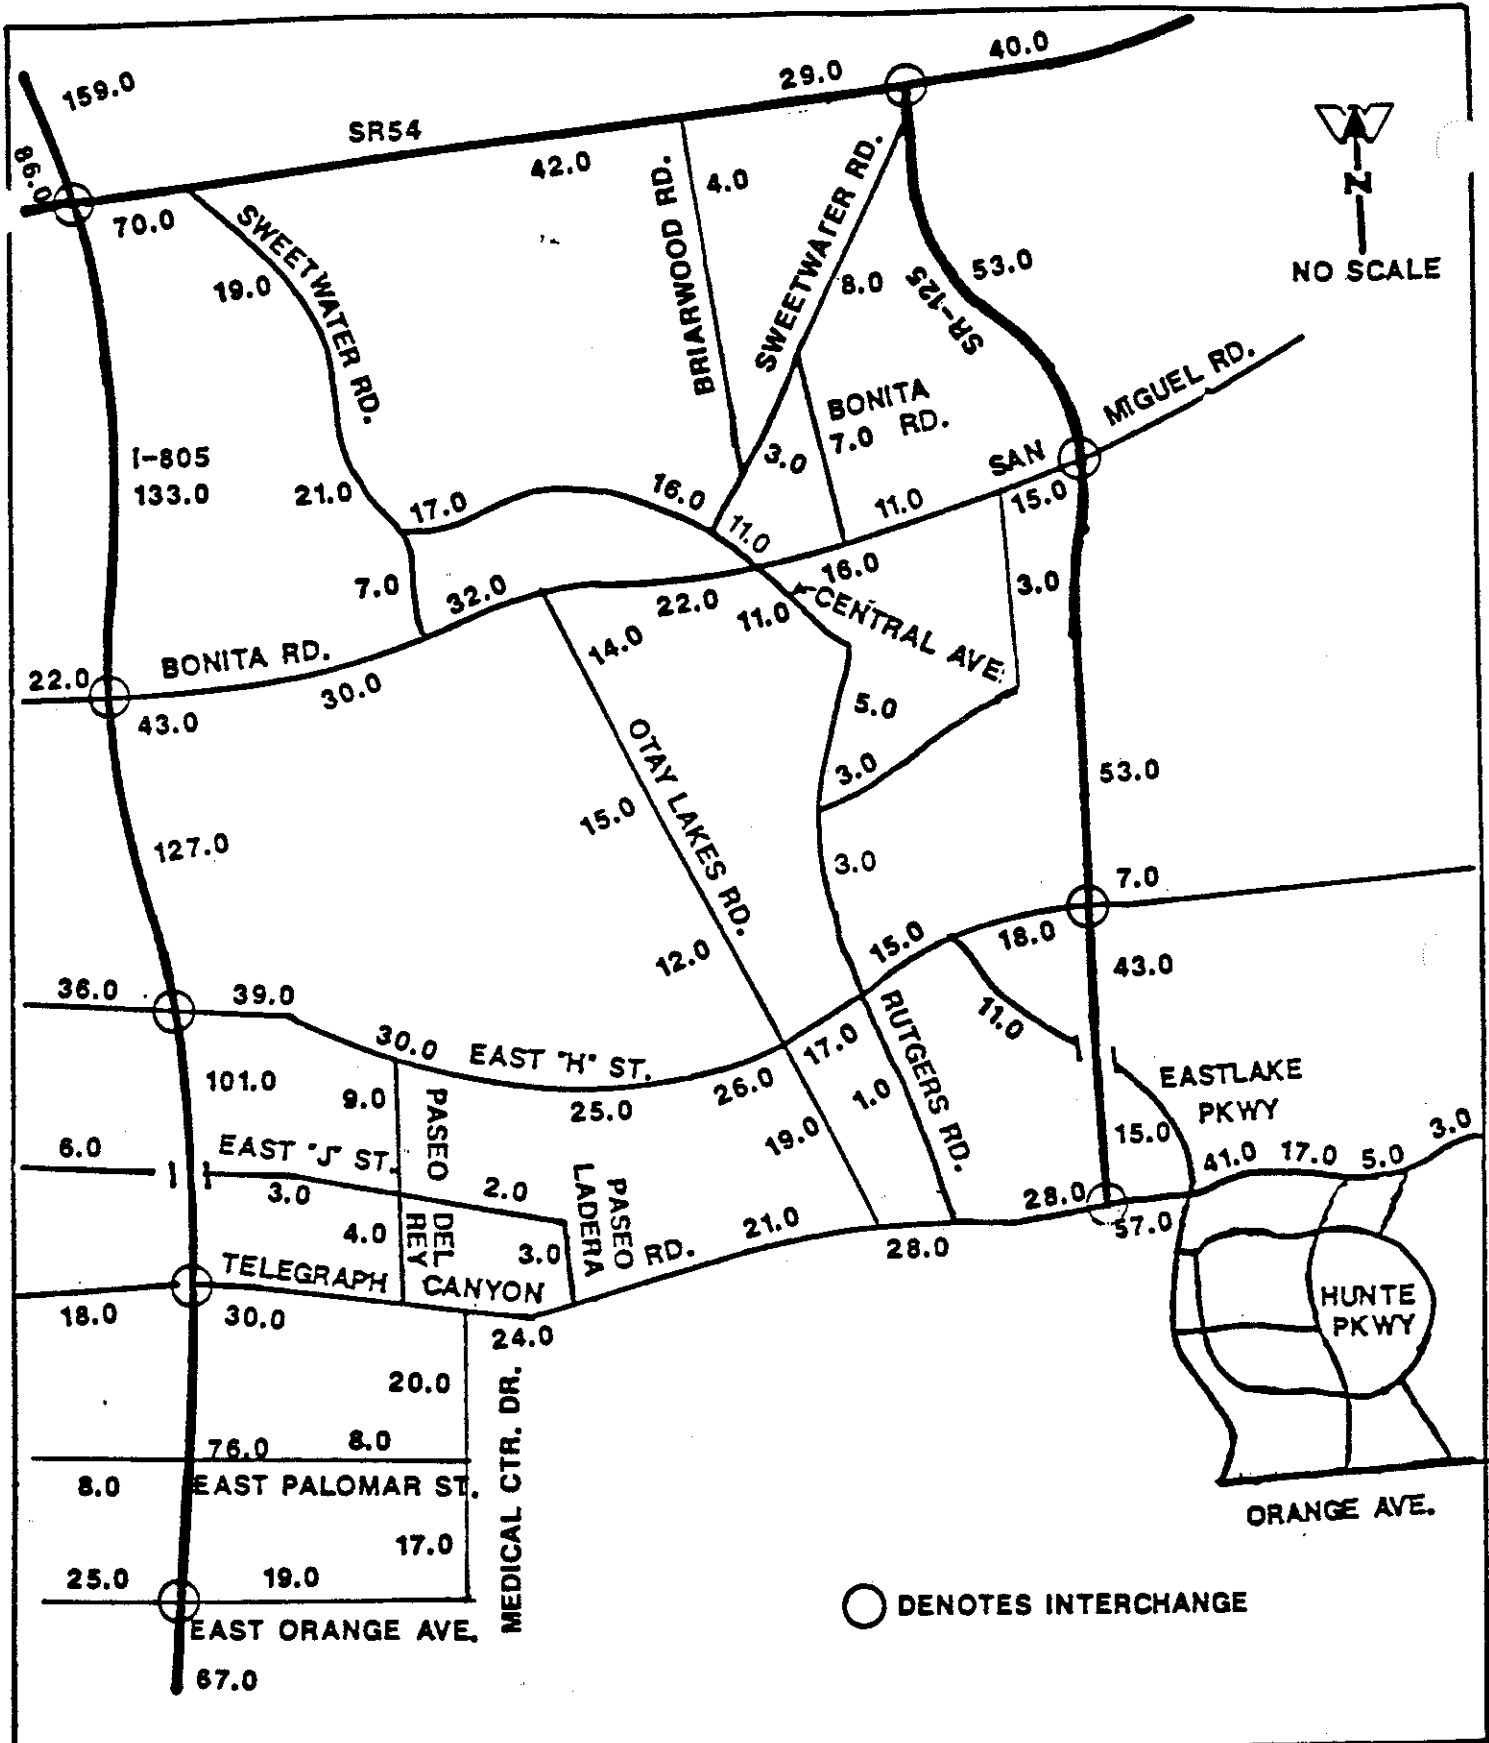 40.0
29.0
159.0
SR54
86.0
42.0
4.0
70.0
SWEETWATER RD.
19.0
BRIARWOOD RD.
SWEETWATER RD.
8.0
53.0
SR-125
N
NO SCALE
MIGUEL RD.
BONITA
7.0 RD.
I-805
133.0
21.0
17.0
16.0
3.0
11.0
SAN
11.0
15.0
7.0
32.0
22.0
16.0
11.0
CENTRAL AVE.
3.0
14.0
BONITA RD.
22.0
43.0
30.0
5.0
3.0
OTAY LAKES RD.
15.0
53.0
127.0
3.0
7.0
12.0
15.0
18.0
43.0
36.0
39.0
30.0
EAST "H" ST.
17.0
RUTGERS RD.
11.0
101.0
9.0
PASEO
25.0
26.0
1.0
EASTLAKE
PKWY
6.0
EAST "J" ST.
3.0
2.0
19.0
15.0
41.0
17.0
5.0
3.0
4.0
DEL
REY
3.0
PASEO
LADERA
21.0
28.0
57.0
28.0
RD.
TELEGRAPH
CANYON
18.0
30.0
24.0
HUNTE
PKWY
20.0
MEDICAL CTR. DR.
76.0
8.0
8.0
EAST PALOMAR ST.
ORANGE AVE.
17.0
25.0
19.0
EAST ORANGE AVE.
67.0
DENOTES INTERCHANGE